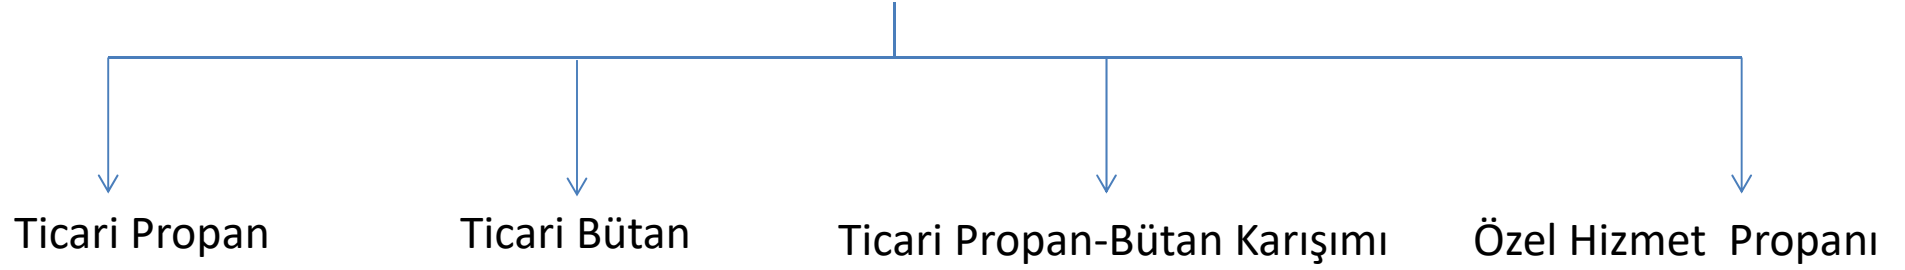 Ticari Propan
Ticari Bütan
Ticari Propan-Bütan Karışımı
Özel Hizmet  Propanı